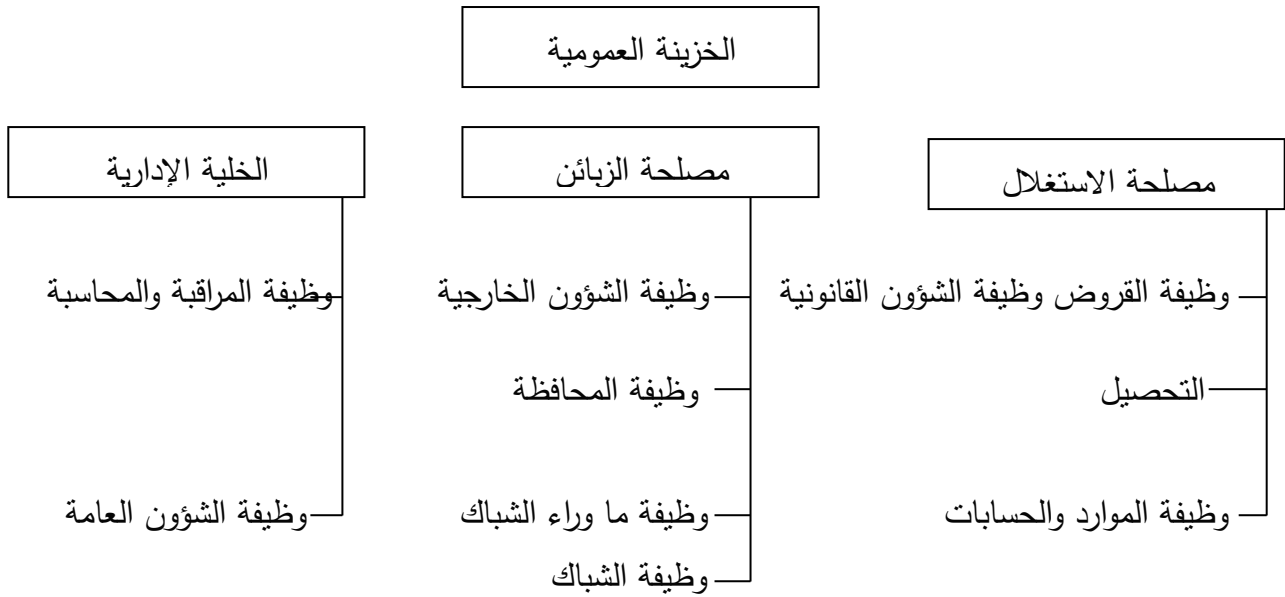 الخزينة العمومية
مصلحة الاستغلال
مصلحة الزبائن
الخلية الإدارية
وظيفة القروض وظيفة الشؤون القانونية
وظيفة الشؤون الخارجية
وظيفة المراقبة والمحاسبة
التحصيل
وظيفة المحافظة
وظيفة الموارد والحسابات
وظيفة ما وراء الشباك
وظيفة الشؤون العامة
وظيفة الشباك